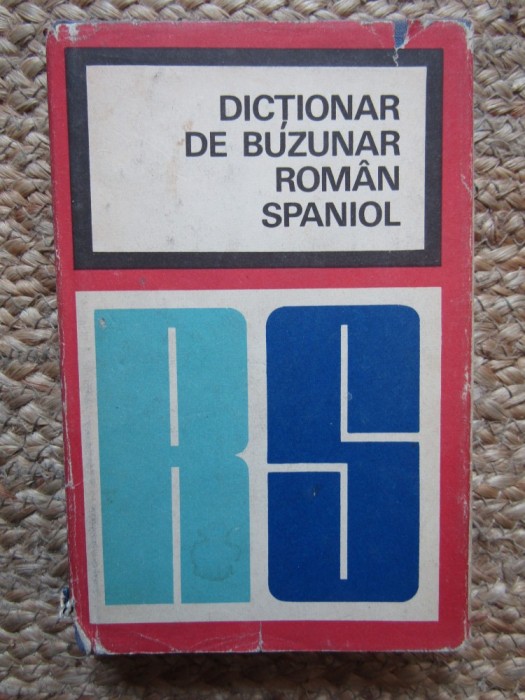 DICȚIONAR
DE BUZUNAR
ROMÂN
SPANIOL
RS